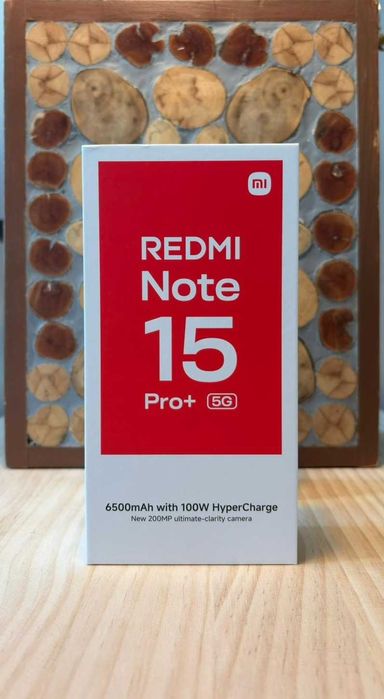 mi
REDMI
Note
15
Pro+ 5G
6500mAh with 100W HyperCharge
New 200MP ultimate-clarity camera